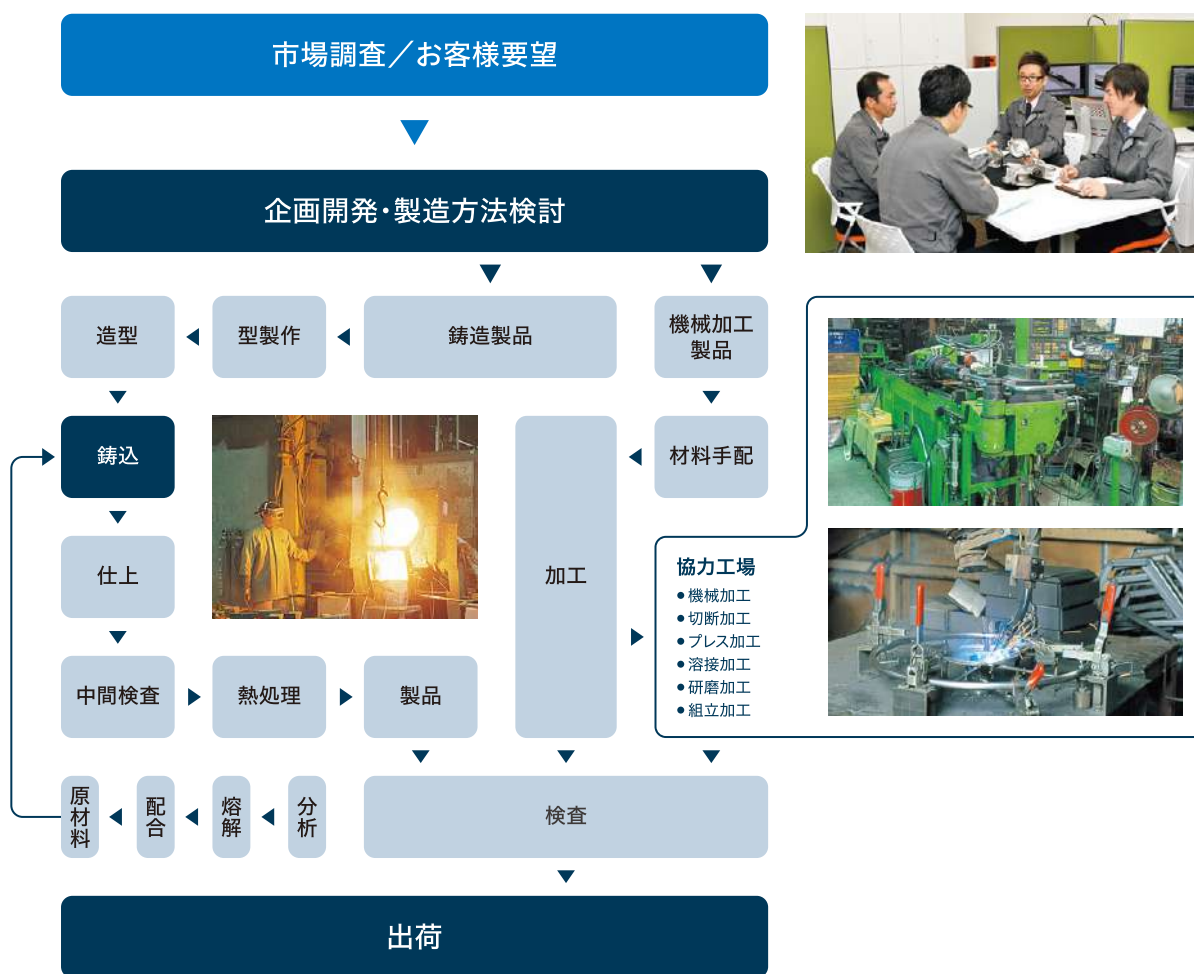 市場調査／お客様要望
企画開発・製造方法検討
造型
型製作
鋳造製品
機械加工
製品
鋳込
材料手配
仕上
加工
協力工場
●機械加工
●切断加工
●プレス加工
●溶接加工
●研磨加工
●組立加工
中間検査
熱処理
製品
原材料
配合
熔解
分析
検査
出荷